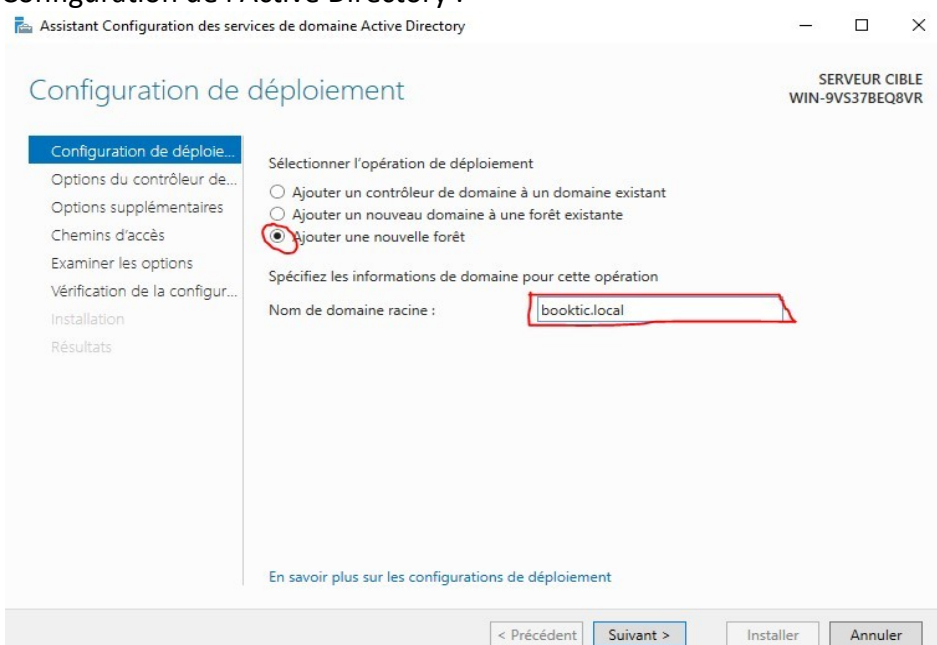 Configuration de l'Active Directory :
Assistant Configuration des services de domaine Active Directory
Configuration de déploiement
SERVEUR CIBLE
WIN-9VS37BEQ8VR
Configuration de déploie...
Options du contrôleur de...
Options supplémentaires
Chemins d'accès
Examiner les options
Vérification de la configur...
Installation
Résultats
Sélectionner l'opération de déploiement
Ajouter un contrôleur de domaine à un domaine existant
Ajouter un nouveau domaine à une forêt existante
Ajouter une nouvelle forêt
Spécifiez les informations de domaine pour cette opération
Nom de domaine racine : booktic.local
En savoir plus sur les configurations de déploiement
< Précédent Suivant > Installer Annuler